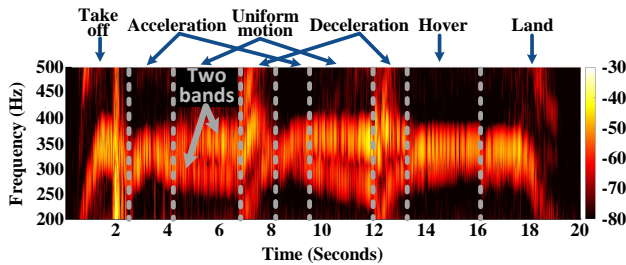 Take off
Acceleration
Uniform motion
Deceleration
Hover
Land
Two bands
Frequency (Hz)
500
450
400
350
300
250
200
2
4
6
8
10
12
14
16
18
20
Time (Seconds)
-30
-40
-50
-60
-70
-80